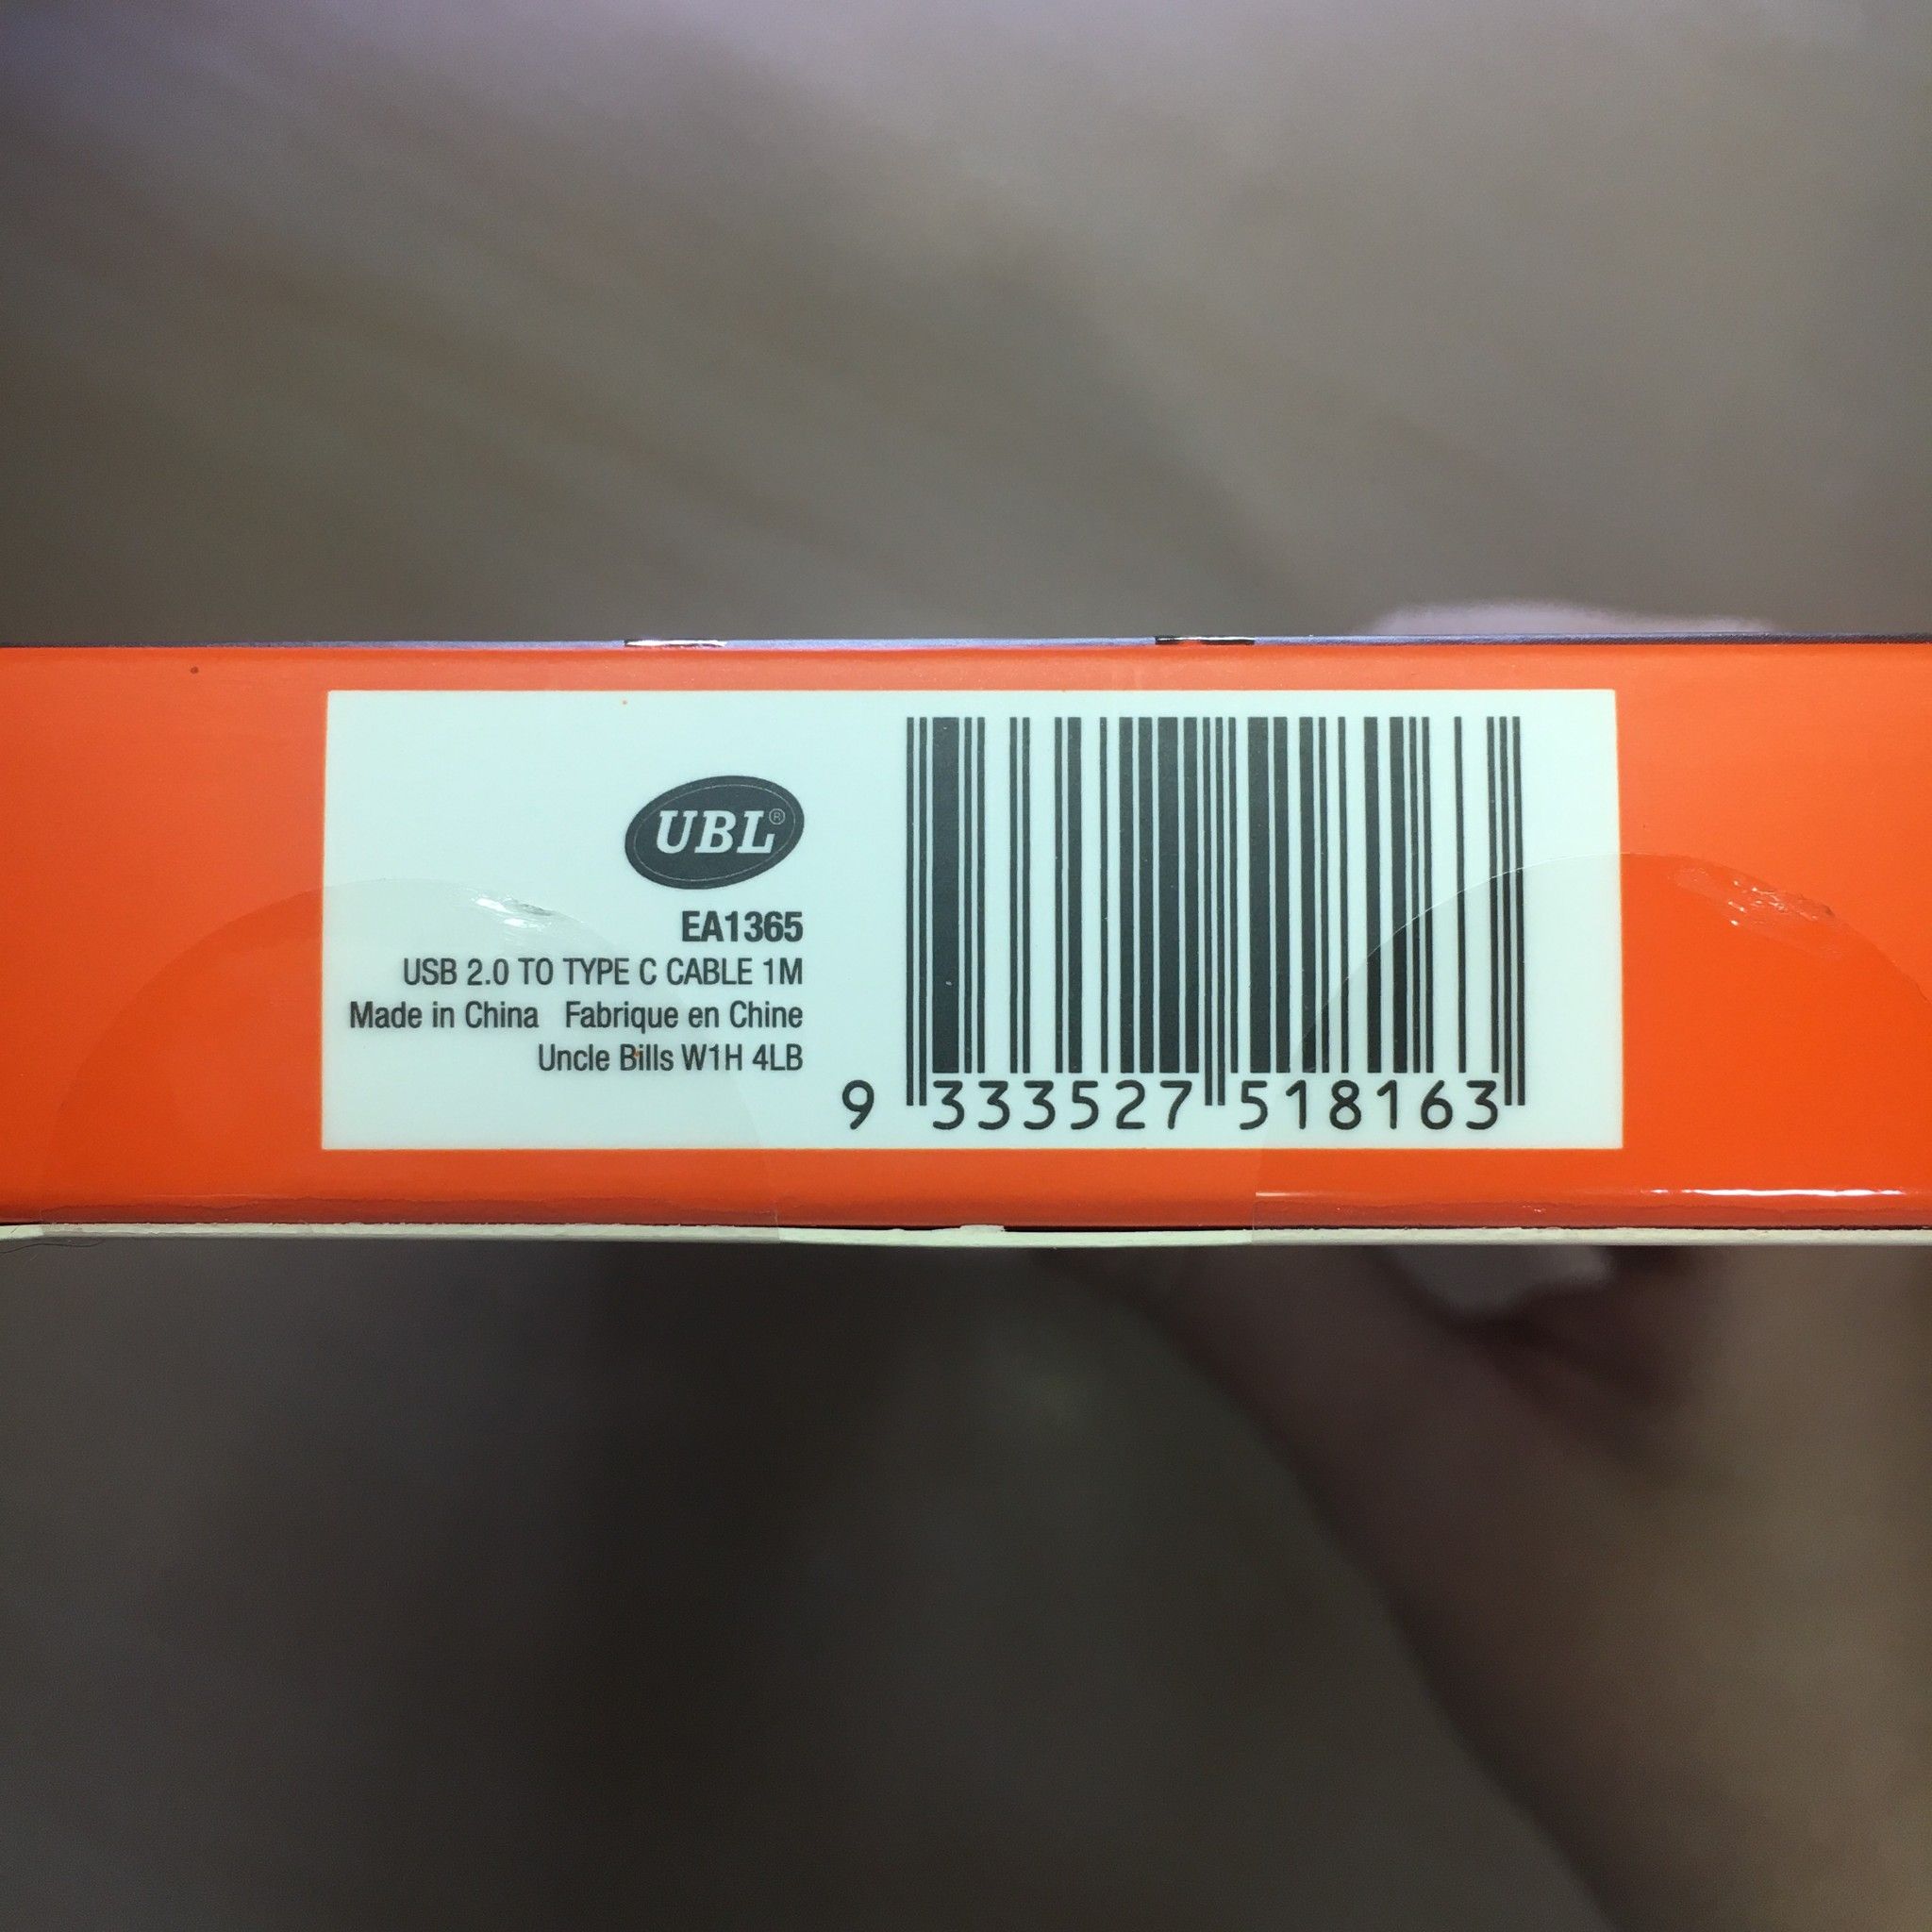 UBL®
EA1365
USB 2.0 TO TYPE C CABLE 1M
Made in China Fabrique en Chine
Uncle Bills W1H 4LB
9 333527 518163